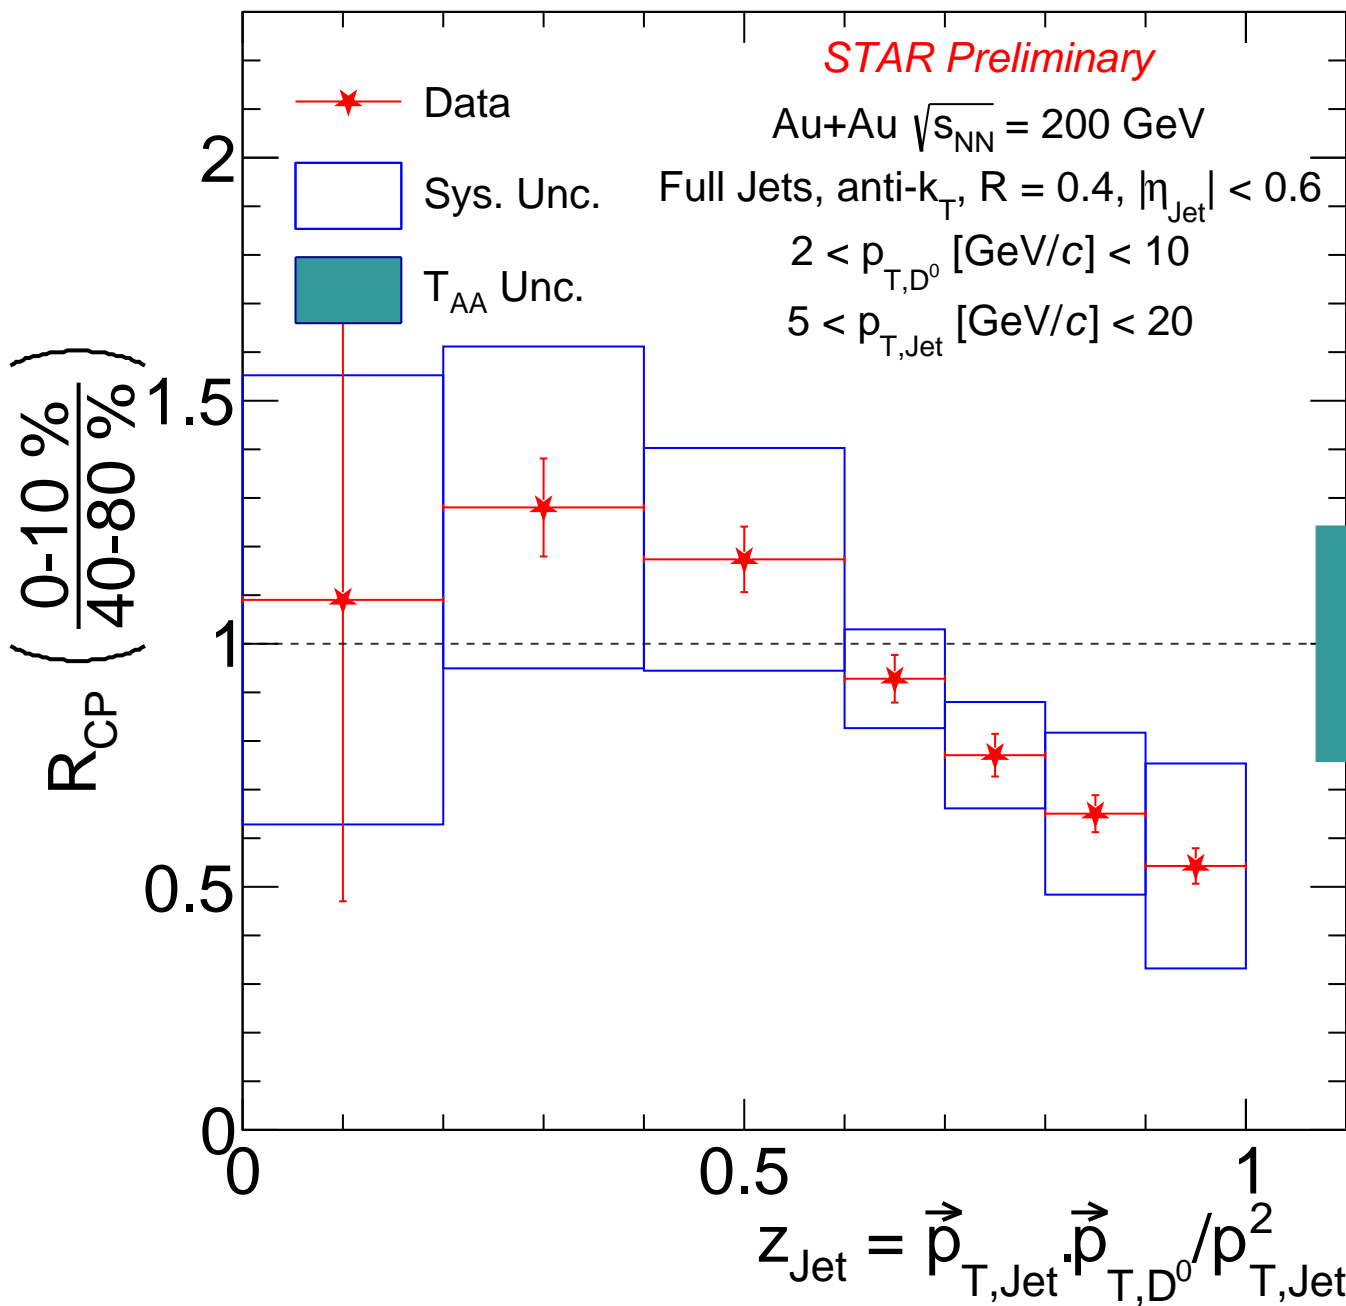 STAR Preliminary
Data
Au+Au √s_NN = 200 GeV
Sys. Unc.
Full Jets, anti-k_T, R = 0.4, |η_Jet| < 0.6
2 < p_T,D⁰ [GeV/c] < 10
T_AA Unc.
5 < p_T,Jet [GeV/c] < 20
R_CP (0-10 % / 40-80 %)
2
1.5
1
0.5
0
0 0.5 1
z_Jet = p⃗_T,Jet . p⃗_T,D⁰ / p²_T,Jet